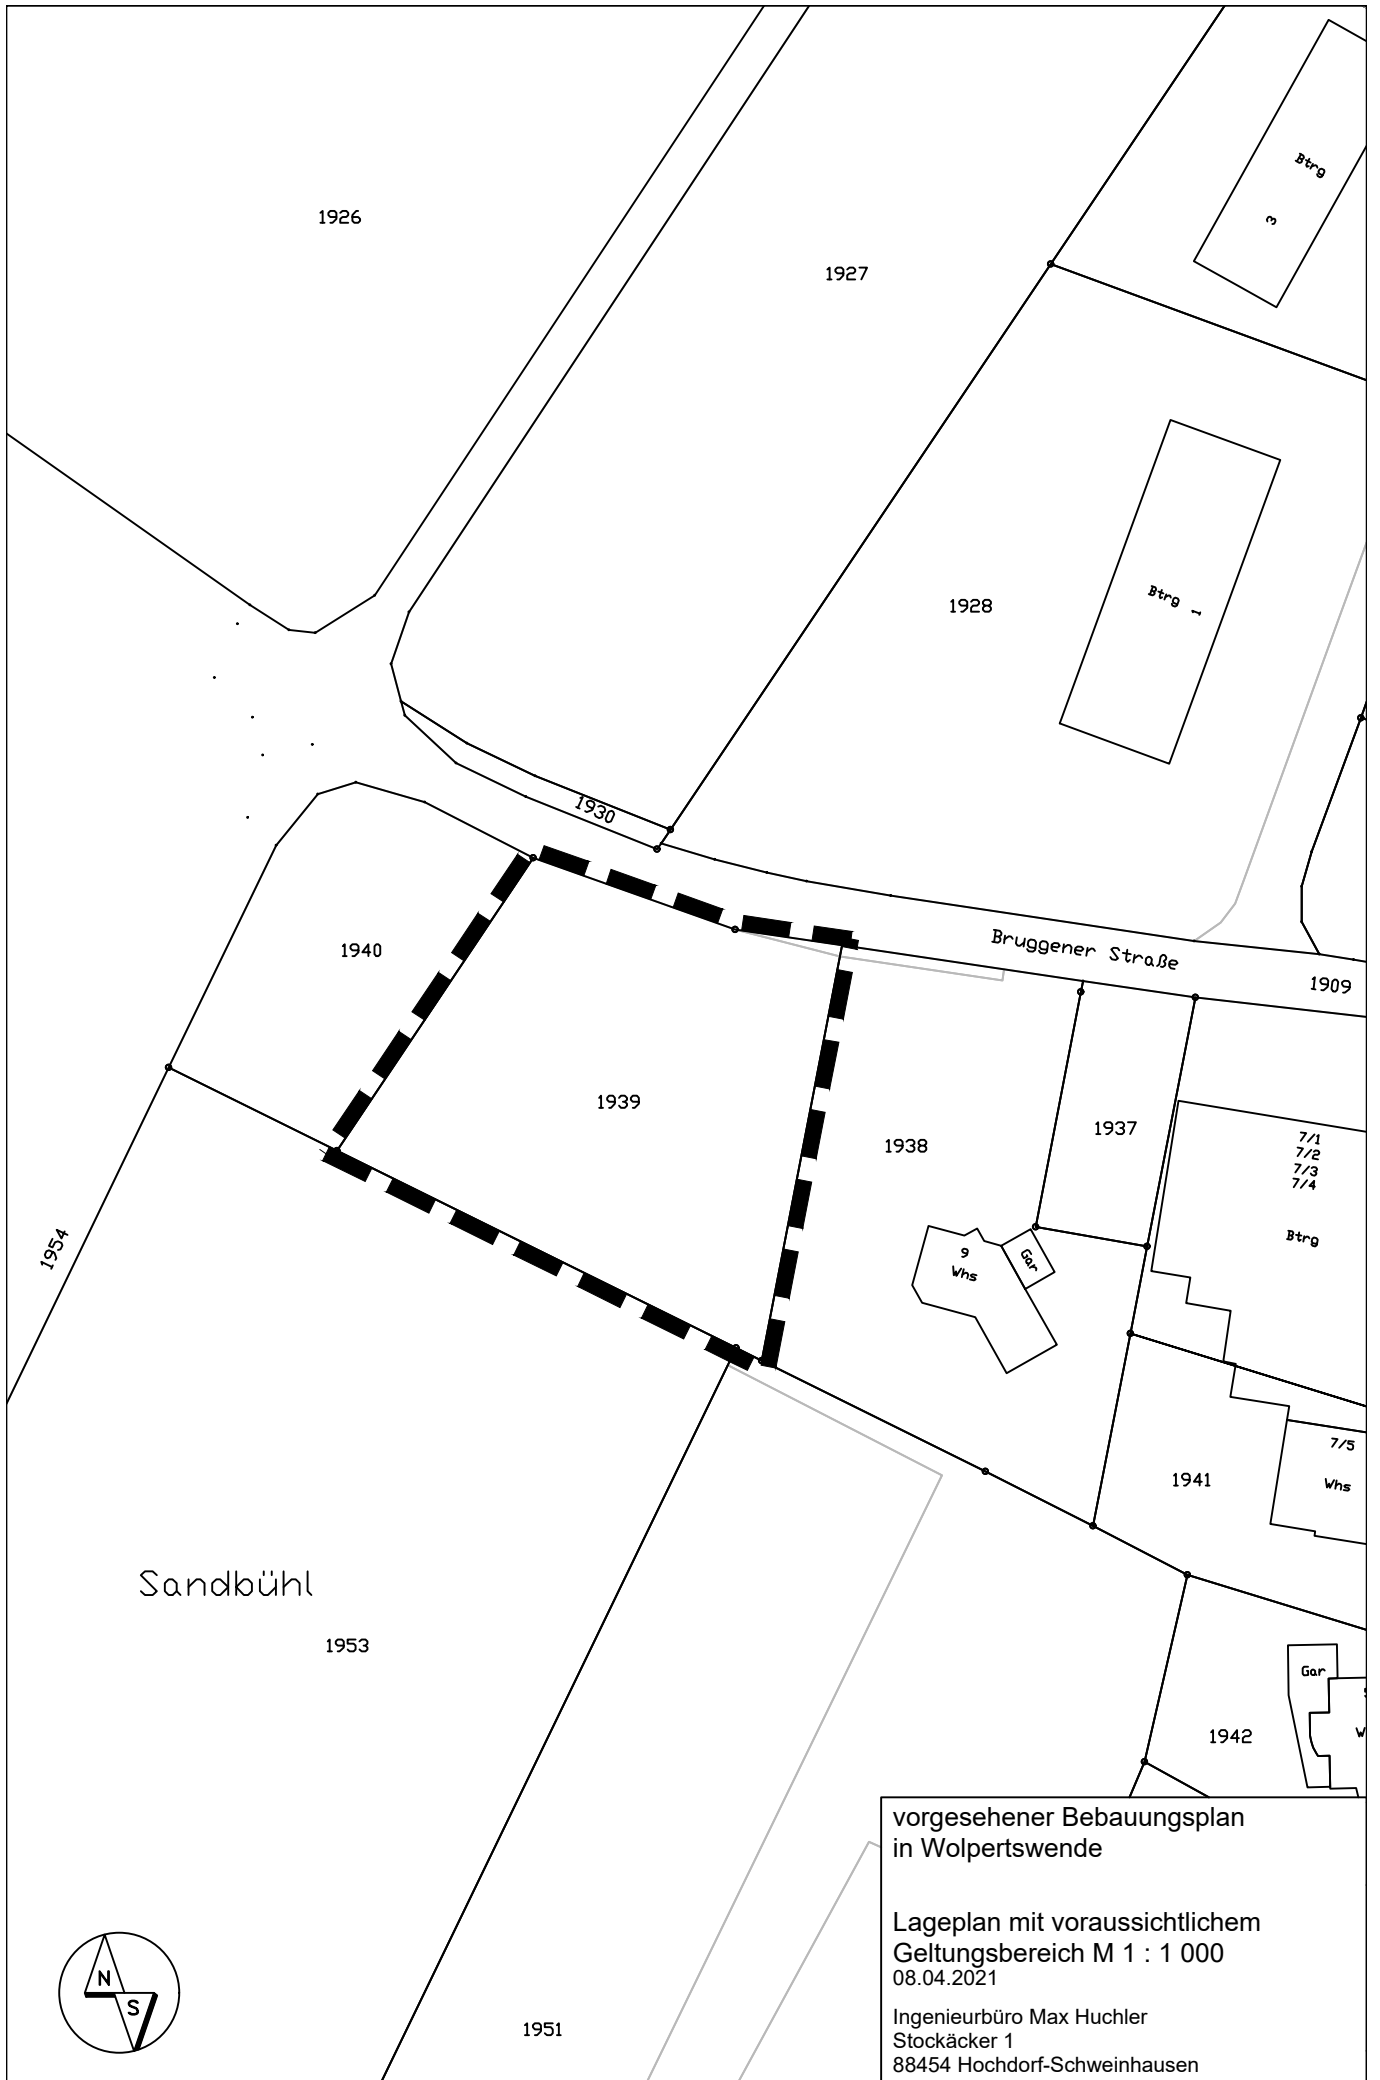 Btrg
3
1926
1927
Btrg 1
1928
1930
Bruggener Straße
1909
1940
1939
1938
1937
7/1
7/2
7/3
7/4
Btrg
9
Whs
Gar
1954
7/5
Whs
1941
Sandbühl
1953
Gar
1942
W
vorgesehener Bebauungsplan
in Wolpertswende
Lageplan mit voraussichtlichem
Geltungsbereich M 1 : 1 000
08.04.2021
Ingenieurbüro Max Huchler
Stockäcker 1
88454 Hochdorf-Schweinhausen
N
S
1951